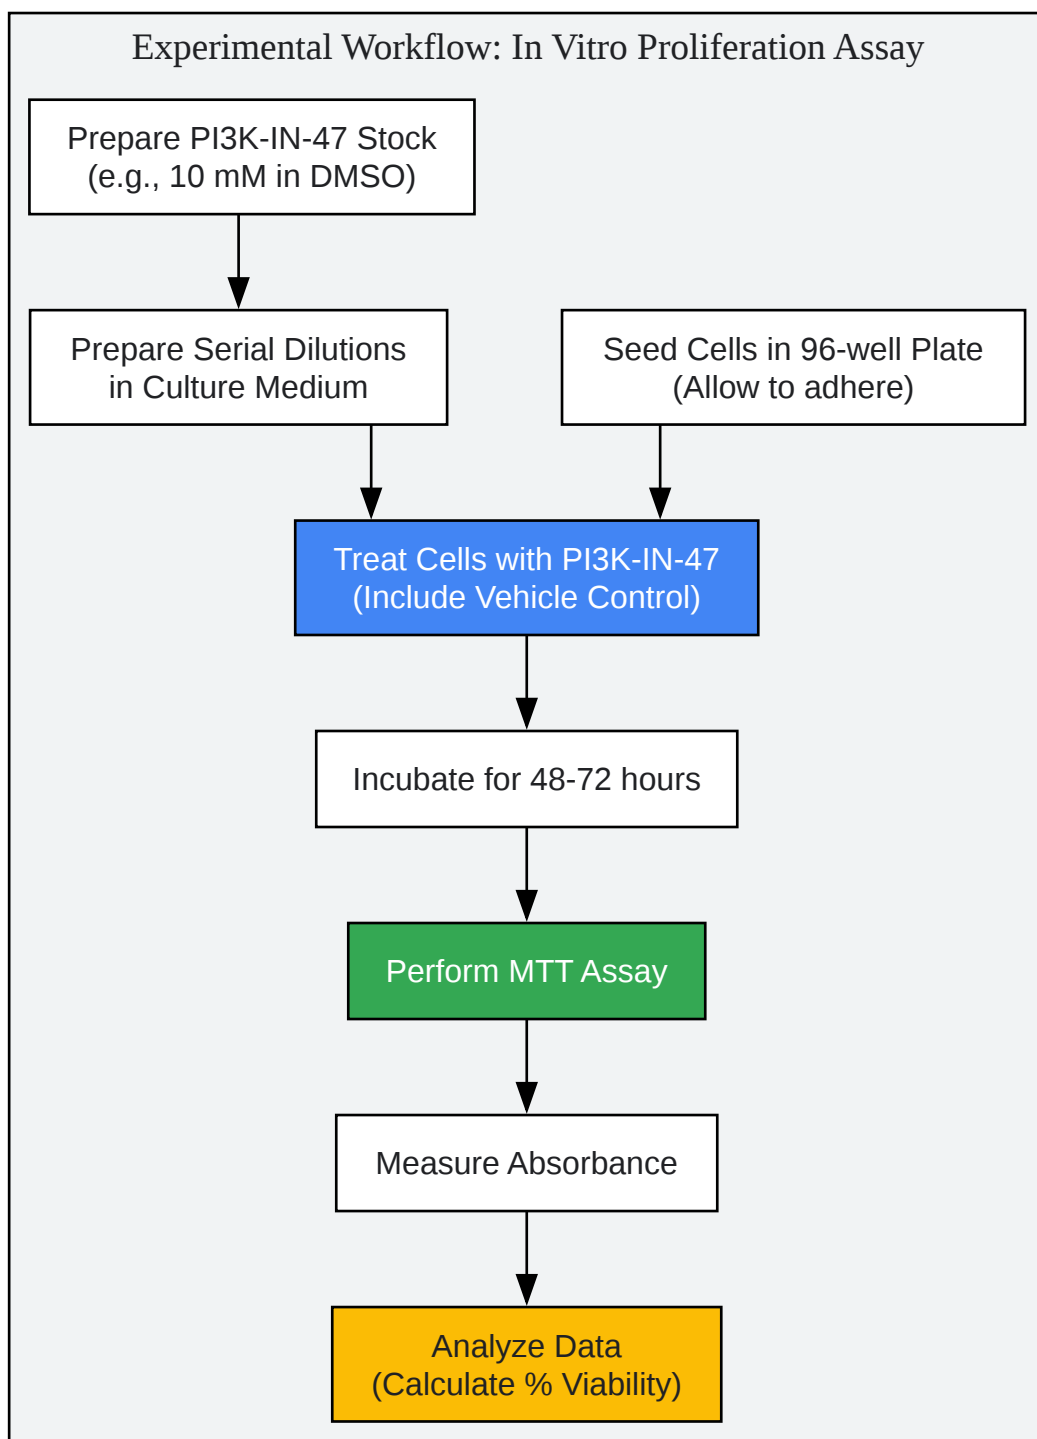 Experimental Workflow: In Vitro Proliferation Assay
Prepare PI3K-IN-47 Stock
(e.g., 10 mM in DMSO)
Prepare Serial Dilutions
in Culture Medium
Seed Cells in 96-well Plate
(Allow to adhere)
Treat Cells with PI3K-IN-47
(Include Vehicle Control)
Incubate for 48-72 hours
Perform MTT Assay
Measure Absorbance
Analyze Data
(Calculate % Viability)